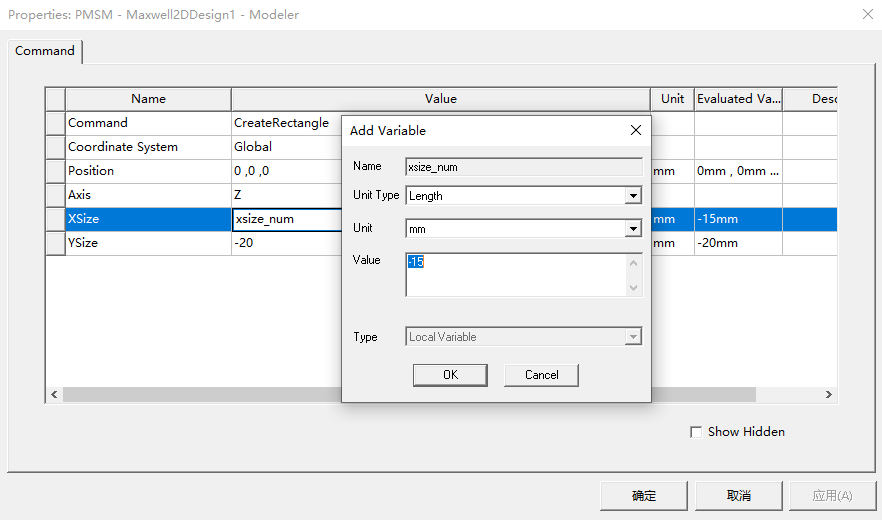 Properties: PMSM - Maxwell2DDesign1 - Modeler
Command
Name Value Unit Evaluated Va... Desc
Command CreateRectangle
Coordinate System Global
Position 0 ,0 ,0 mm 0mm , 0mm ...
Axis Z
XSize xsize_num mm -15mm
YSize -20 mm -20mm
Add Variable
Name xsize_num
Unit Type Length
Unit mm
Value -15
Type Local Variable
OK Cancel
Show Hidden
确定 取消 应用(A)